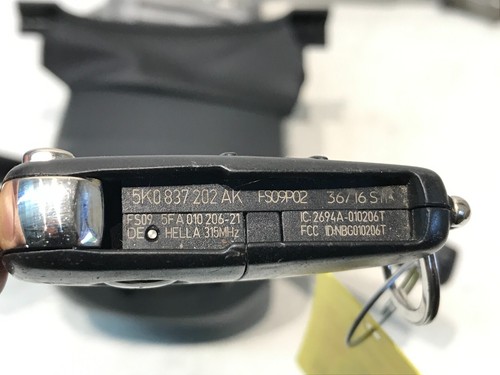 5K0 837 202 AK FS09P02 36/16 S
FS09 5FA 010 206-21 IC: 2694A-010206T
DE HELLA 315MHz FCC ID:NBG010206T